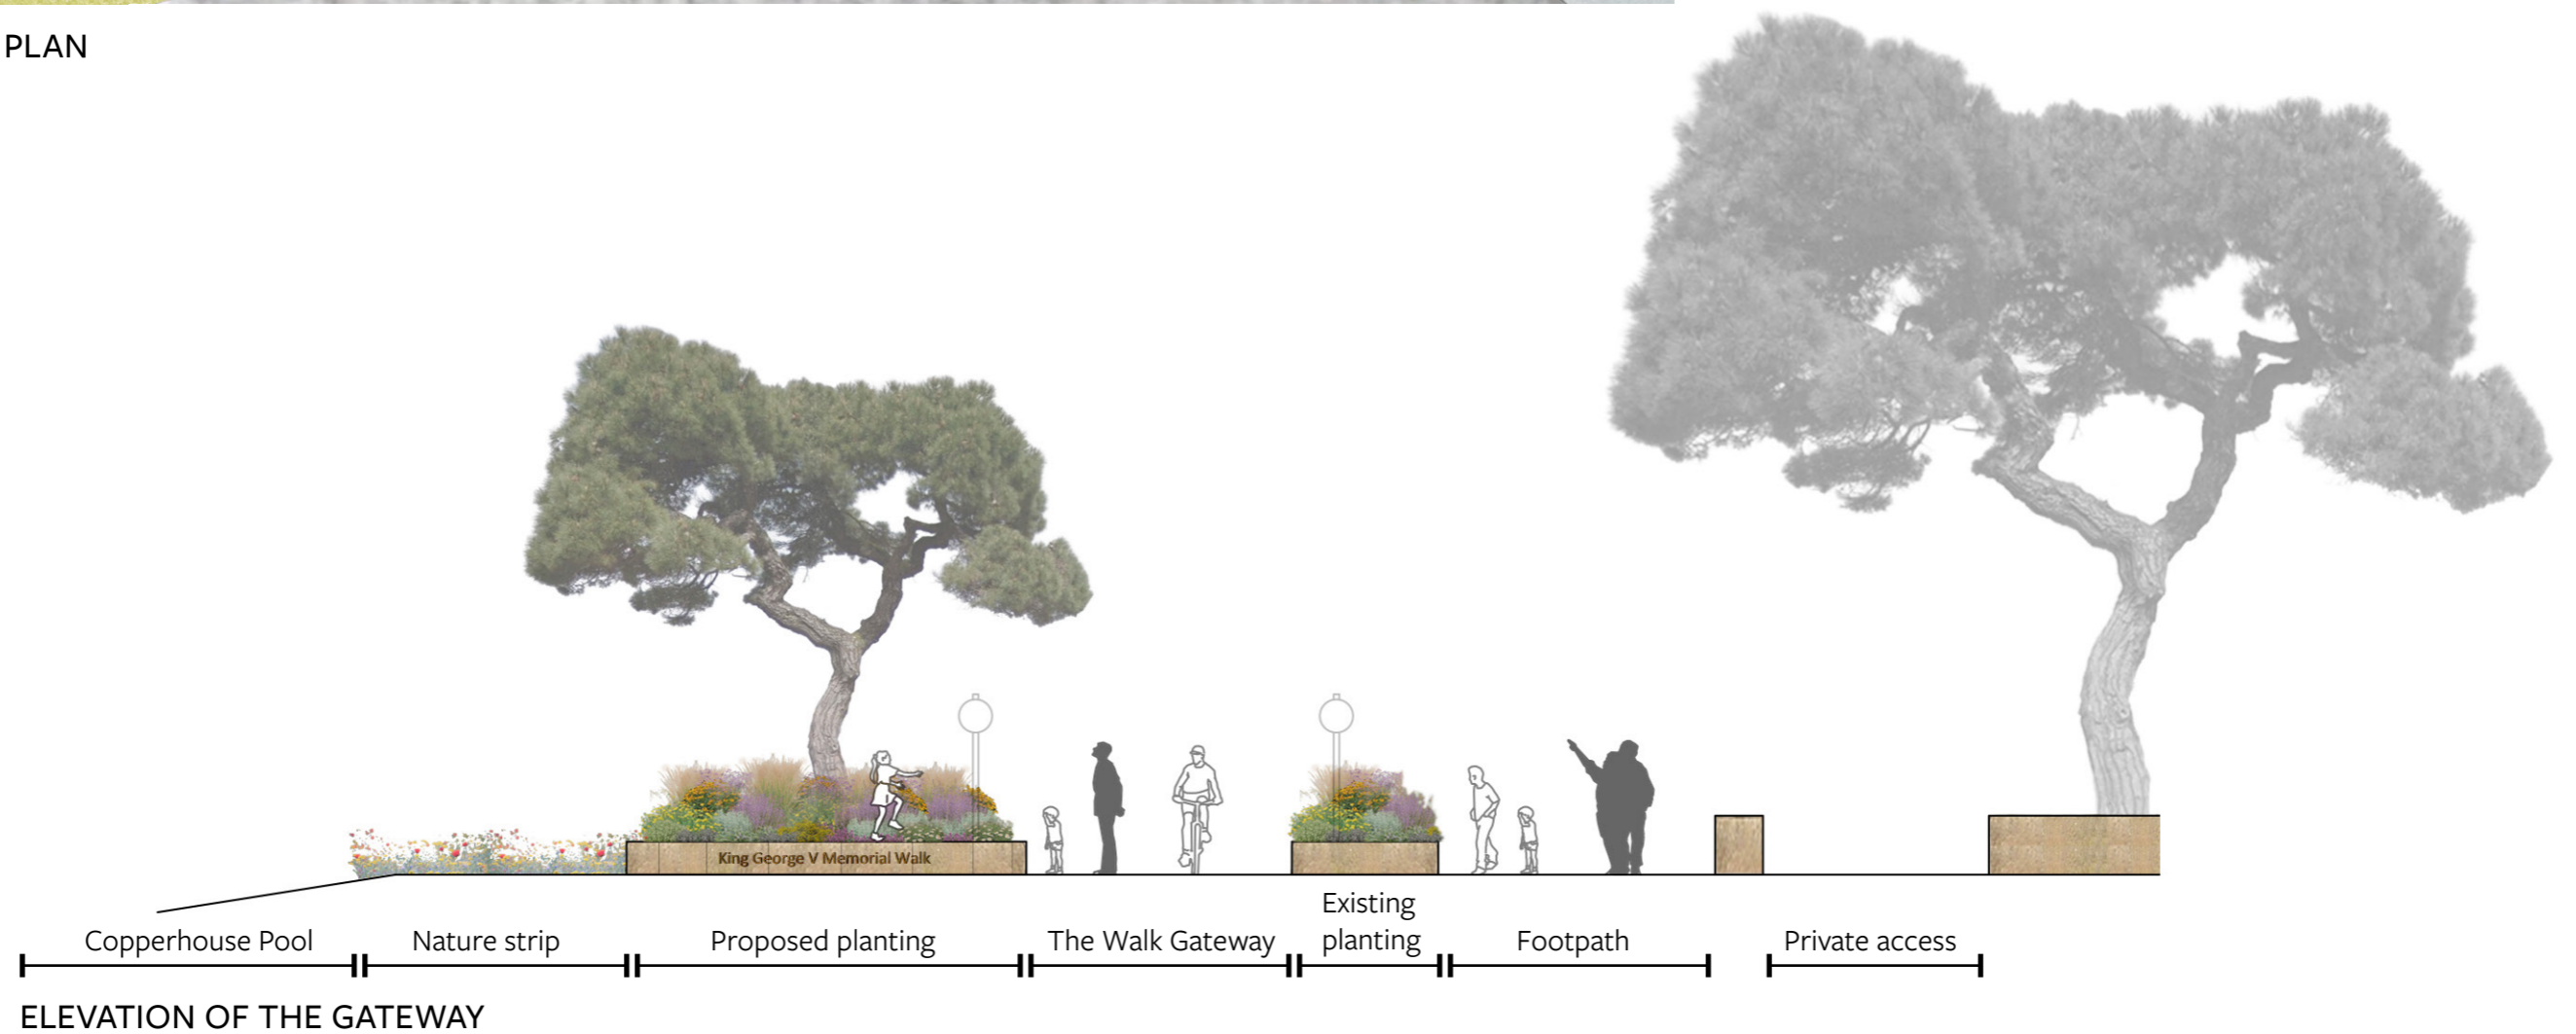 PLAN
King George V Memorial Walk
Copperhouse Pool
Nature strip
Proposed planting
The Walk Gateway
Existing
planting
Footpath
Private access
ELEVATION OF THE GATEWAY